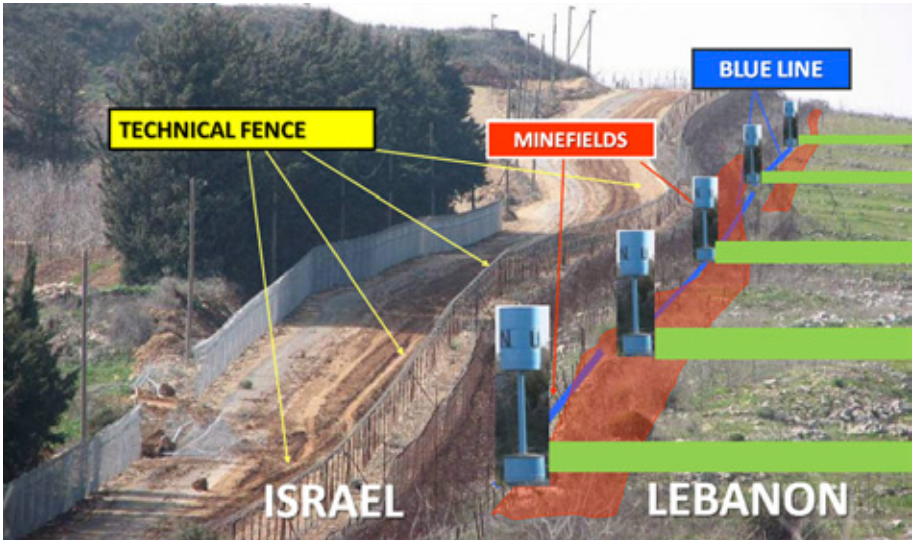 BLUE LINE
TECHNICAL FENCE
MINEFIELDS
N U
N U
ISRAEL
LEBANON